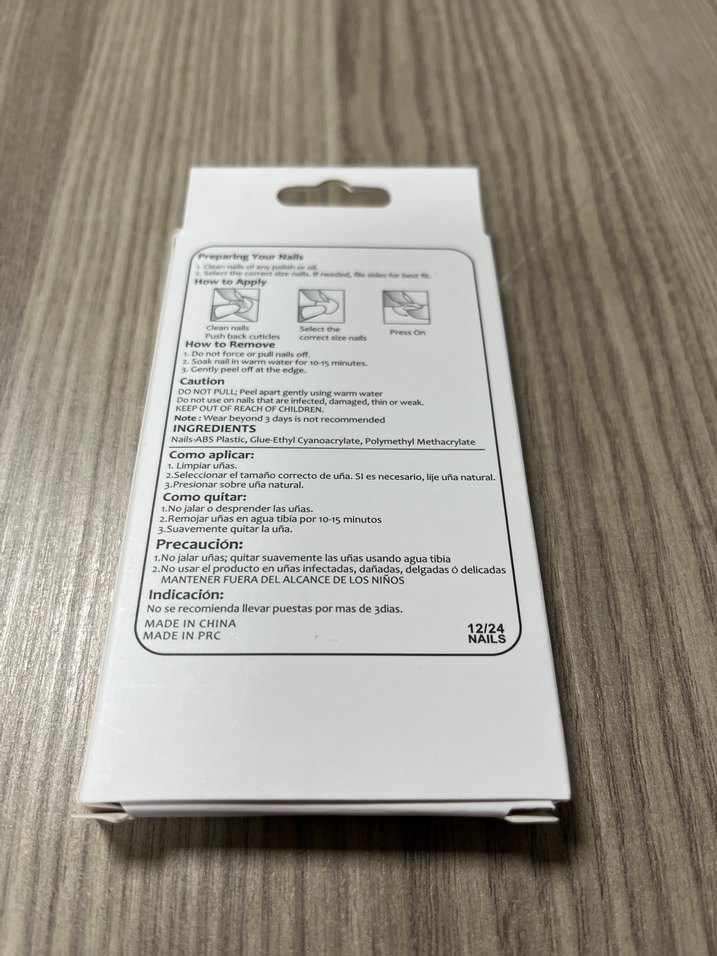 Preparing Your Nails
1. Clean nails of any polish or oil.
2. Select the correct size nails. If needed, file sides for best fit.
How to Apply
Clean nails
Push back cuticles
Select the
correct size nails
Press On
How to Remove
1. Do not force or pull nails off.
2. Soak nail in warm water for 10-15 minutes.
3. Gently peel off at the edge.
Caution
DO NOT PULL; Peel apart gently using warm water
Do not use on nails that are infected, damaged, thin or weak.
KEEP OUT OF REACH OF CHILDREN.
Note : Wear beyond 3 days is not recommended
INGREDIENTS
Nails-ABS Plastic, Glue-Ethyl Cyanoacrylate, Polymethyl Methacrylate
Como aplicar:
1. Limpiar uñas.
2.Seleccionar el tamaño correcto de uña. SI es necesario, lije uña natural.
3.Presionar sobre uña natural.
Como quitar:
1.No jalar o desprender las uñas.
2.Remojar uñas en agua tibia por 10-15 minutos
3.Suavemente quitar la uña.
Precaución:
1.No jalar uñas; quitar suavemente las uñas usando agua tibia
2.No usar el producto en uñas infectadas, dañadas, delgadas ó delicadas
MANTENER FUERA DEL ALCANCE DE LOS NIÑOS
Indicación:
No se recomienda llevar puestas por mas de 3dias.
MADE IN CHINA
MADE IN PRC
12/24
NAILS